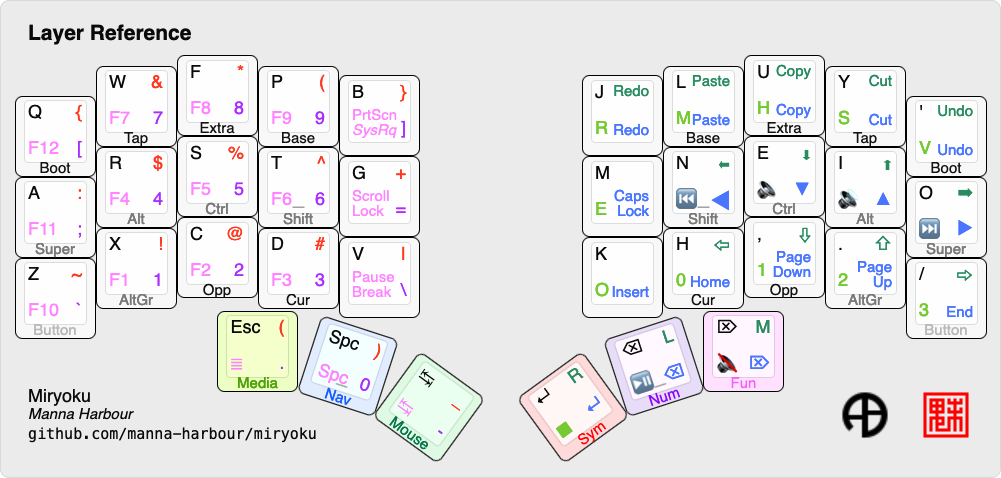 Layer Reference
Q {
F12 [
Boot
W &
F7 7
Tap
F *
F8 8
Extra
P (
F9 9
Base
B }
PrtScn
SysRq ]
J Redo
R Redo
L Paste
M Paste
Base
U Copy
H Copy
Extra
Y Cut
S Cut
Tap
' Undo
V Undo
Boot
A :
F11 ;
Super
R $
F4 4
Alt
S %
F5 5
Ctrl
T ^
F6 6
Shift
G +
Scroll
Lock =
M
E Caps
Lock
N ⬅
⏮ ◀
Shift
E ⬇
🔉 ▼
Ctrl
I ⬆
🔊 ▲
Alt
O ➡
⏭ ▶
Super
Z ~
F10 `
Button
X !
F1 1
AltGr
C @
F2 2
Opp
D #
F3 3
Cur
V |
Pause
Break \
K
O Insert
H ⇦
0 Home
Cur
, ⇩
1 Page
Down
Opp
. ⇧
2 Page
Up
AltGr
/ ⇨
3 End
Button
Esc (
≣ .
Media
Spc )
Spc 0
Nav
↹ _
↹ -
Mouse
↵ R
■ ↵
Sym
⌫ L
⏯ ⌫
Num
⌦ M
🔇 ⌦
Fun
Miryoku
Manna Harbour
github.com/manna-harbour/miryoku